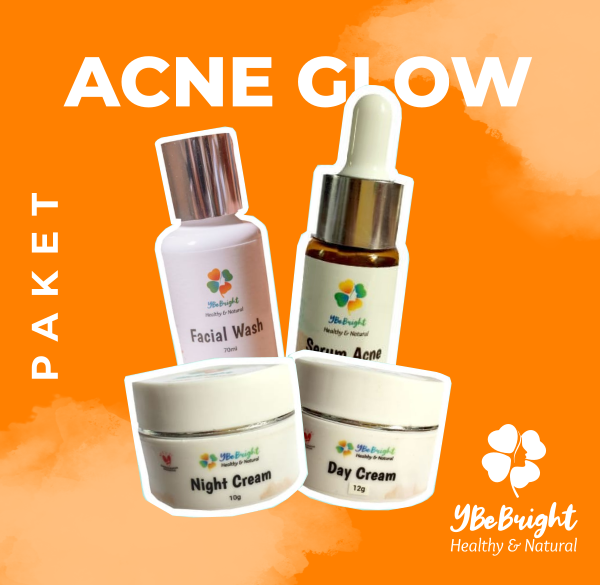 ACNE GLOW
PAKET
YBeBright
Healthy & Natural
Facial Wash
70ml
YBeBright
Healthy & Natural
Serum Acne
YBeBright
Healthy & Natural
Night Cream
10g
YBeBright
Healthy & Natural
Day Cream
12g
YBeBright
Healthy & Natural